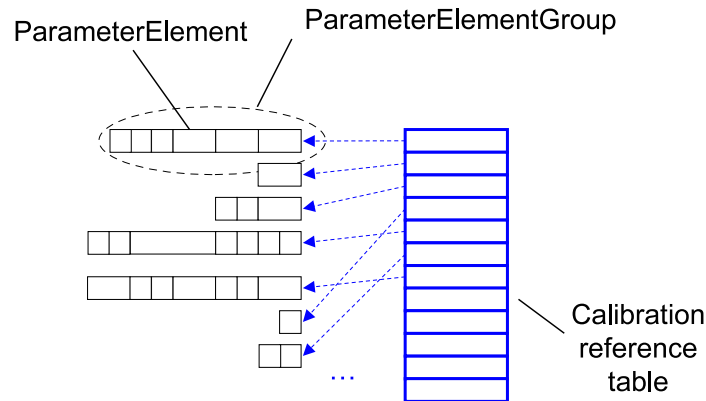 ParameterElement
ParameterElementGroup
Calibration
reference
table
...